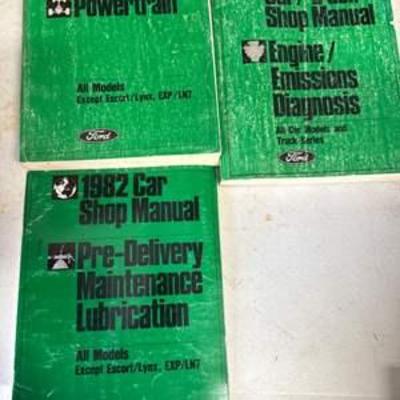 Powertrain
All Models
Except Escort/Lynx, EXP/LN7
Ford
Shop Manual
Engine/
Emissions
Diagnosis
All Car Models and
Truck Series
Ford
1982 Car
Shop Manual
Pre-Delivery
Maintenance
Lubrication
All Models
Except Escort/Lynx, EXP/LN7